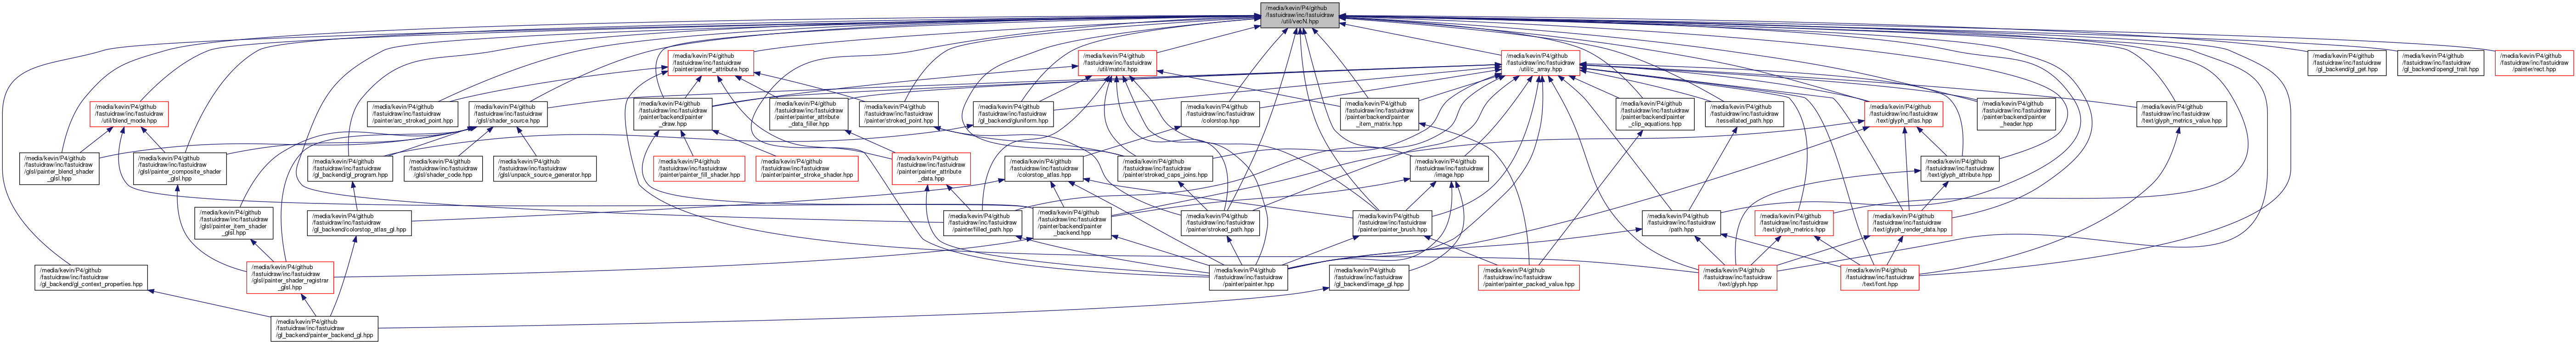 /media/kevin/P4/github
/fastuidraw/inc/fastuidraw
/util/vecN.hpp
/media/kevin/P4/github
/fastuidraw/inc/fastuidraw
/painter/painter_attribute.hpp
/media/kevin/P4/github
/fastuidraw/inc/fastuidraw
/util/matrix.hpp
/media/kevin/P4/github
/fastuidraw/inc/fastuidraw
/util/c_array.hpp
/media/kevin/P4/github
/fastuidraw/inc/fastuidraw
/gl_backend/gl_get.hpp
/media/kevin/P4/github
/fastuidraw/inc/fastuidraw
/gl_backend/opengl_trait.hpp
/media/kevin/P4/github
/fastuidraw/inc/fastuidraw
/painter/rect.hpp
/media/kevin/P4/github
/fastuidraw/inc/fastuidraw
/util/blend_mode.hpp
/media/kevin/P4/github
/fastuidraw/inc/fastuidraw
/painter/arc_stroked_point.hpp
/media/kevin/P4/github
/fastuidraw/inc/fastuidraw
/glsl/shader_source.hpp
/media/kevin/P4/github
/fastuidraw/inc/fastuidraw
/painter/backend/painter
_draw.hpp
/media/kevin/P4/github
/fastuidraw/inc/fastuidraw
/painter/painter_attribute
_data_filler.hpp
/media/kevin/P4/github
/fastuidraw/inc/fastuidraw
/painter/stroked_point.hpp
/media/kevin/P4/github
/fastuidraw/inc/fastuidraw
/gl_backend/gluniform.hpp
/media/kevin/P4/github
/fastuidraw/inc/fastuidraw
/colorstop.hpp
/media/kevin/P4/github
/fastuidraw/inc/fastuidraw
/painter/backend/painter
_item_matrix.hpp
/media/kevin/P4/github
/fastuidraw/inc/fastuidraw
/painter/backend/painter
_clip_equations.hpp
/media/kevin/P4/github
/fastuidraw/inc/fastuidraw
/tessellated_path.hpp
/media/kevin/P4/github
/fastuidraw/inc/fastuidraw
/text/glyph_atlas.hpp
/media/kevin/P4/github
/fastuidraw/inc/fastuidraw
/painter/backend/painter
_header.hpp
/media/kevin/P4/github
/fastuidraw/inc/fastuidraw
/text/glyph_metrics_value.hpp
/media/kevin/P4/github
/fastuidraw/inc/fastuidraw
/glsl/painter_blend_shader
_glsl.hpp
/media/kevin/P4/github
/fastuidraw/inc/fastuidraw
/glsl/painter_composite_shader
_glsl.hpp
/media/kevin/P4/github
/fastuidraw/inc/fastuidraw
/gl_backend/gl_program.hpp
/media/kevin/P4/github
/fastuidraw/inc/fastuidraw
/glsl/shader_code.hpp
/media/kevin/P4/github
/fastuidraw/inc/fastuidraw
/glsl/unpack_source_generator.hpp
/media/kevin/P4/github
/fastuidraw/inc/fastuidraw
/painter/painter_fill_shader.hpp
/media/kevin/P4/github
/fastuidraw/inc/fastuidraw
/painter/painter_stroke_shader.hpp
/media/kevin/P4/github
/fastuidraw/inc/fastuidraw
/painter/painter_attribute
_data.hpp
/media/kevin/P4/github
/fastuidraw/inc/fastuidraw
/colorstop_atlas.hpp
/media/kevin/P4/github
/fastuidraw/inc/fastuidraw
/painter/stroked_caps_joins.hpp
/media/kevin/P4/github
/fastuidraw/inc/fastuidraw
/image.hpp
/media/kevin/P4/github
/fastuidraw/inc/fastuidraw
/text/glyph_attribute.hpp
/media/kevin/P4/github
/fastuidraw/inc/fastuidraw
/glsl/painter_item_shader
_glsl.hpp
/media/kevin/P4/github
/fastuidraw/inc/fastuidraw
/gl_backend/colorstop_atlas_gl.hpp
/media/kevin/P4/github
/fastuidraw/inc/fastuidraw
/painter/filled_path.hpp
/media/kevin/P4/github
/fastuidraw/inc/fastuidraw
/painter/backend/painter
_backend.hpp
/media/kevin/P4/github
/fastuidraw/inc/fastuidraw
/painter/stroked_path.hpp
/media/kevin/P4/github
/fastuidraw/inc/fastuidraw
/painter/painter_brush.hpp
/media/kevin/P4/github
/fastuidraw/inc/fastuidraw
/path.hpp
/media/kevin/P4/github
/fastuidraw/inc/fastuidraw
/text/glyph_metrics.hpp
/media/kevin/P4/github
/fastuidraw/inc/fastuidraw
/text/glyph_render_data.hpp
/media/kevin/P4/github
/fastuidraw/inc/fastuidraw
/gl_backend/gl_context_properties.hpp
/media/kevin/P4/github
/fastuidraw/inc/fastuidraw
/glsl/painter_shader_registrar
_glsl.hpp
/media/kevin/P4/github
/fastuidraw/inc/fastuidraw
/painter/painter.hpp
/media/kevin/P4/github
/fastuidraw/inc/fastuidraw
/gl_backend/image_gl.hpp
/media/kevin/P4/github
/fastuidraw/inc/fastuidraw
/painter/painter_packed_value.hpp
/media/kevin/P4/github
/fastuidraw/inc/fastuidraw
/text/glyph.hpp
/media/kevin/P4/github
/fastuidraw/inc/fastuidraw
/text/font.hpp
/media/kevin/P4/github
/fastuidraw/inc/fastuidraw
/gl_backend/painter_backend_gl.hpp